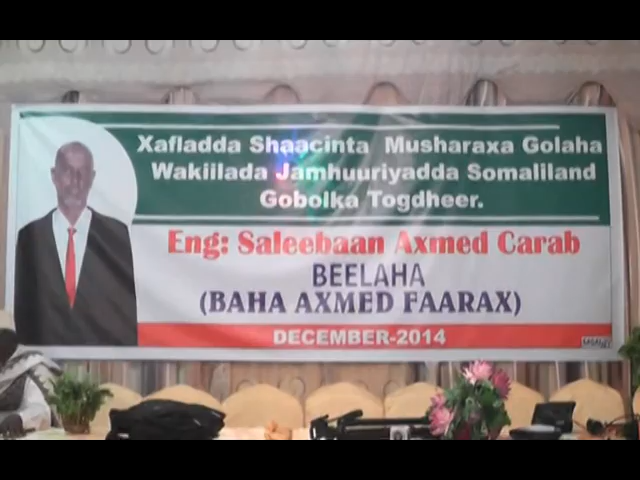 Xafladda Shaacinta Musharaxa Golaha
Wakiilada Jamhuuriyadda Somaliland
Gobolka Togdheer.
Eng: Saleebaan Axmed Carab
BEELAHA
(BAHA AXMED FAARAX)
DECEMBER-2014